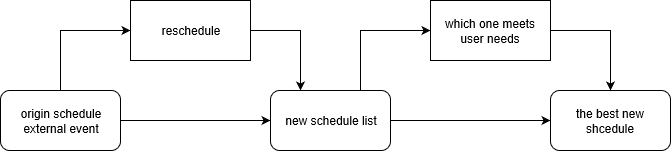 reschedule
which one meets
user needs
origin schedule
external event
new schedule list
the best new
shcedule